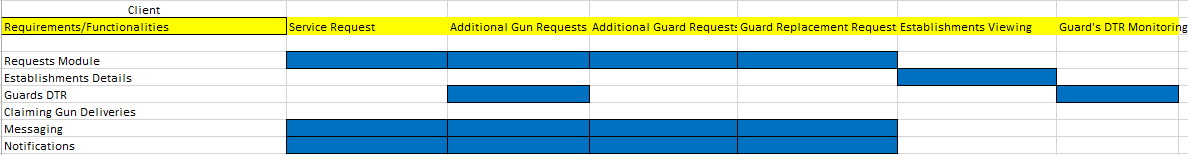 Client
Requirements/Functionalities Service Request Additional Gun Requests Additional Guard Requests Guard Replacement Request Establishments Viewing Guard's DTR Monitoring
Requests Module
Establishments Details
Guards DTR
Claiming Gun Deliveries
Messaging
Notifications